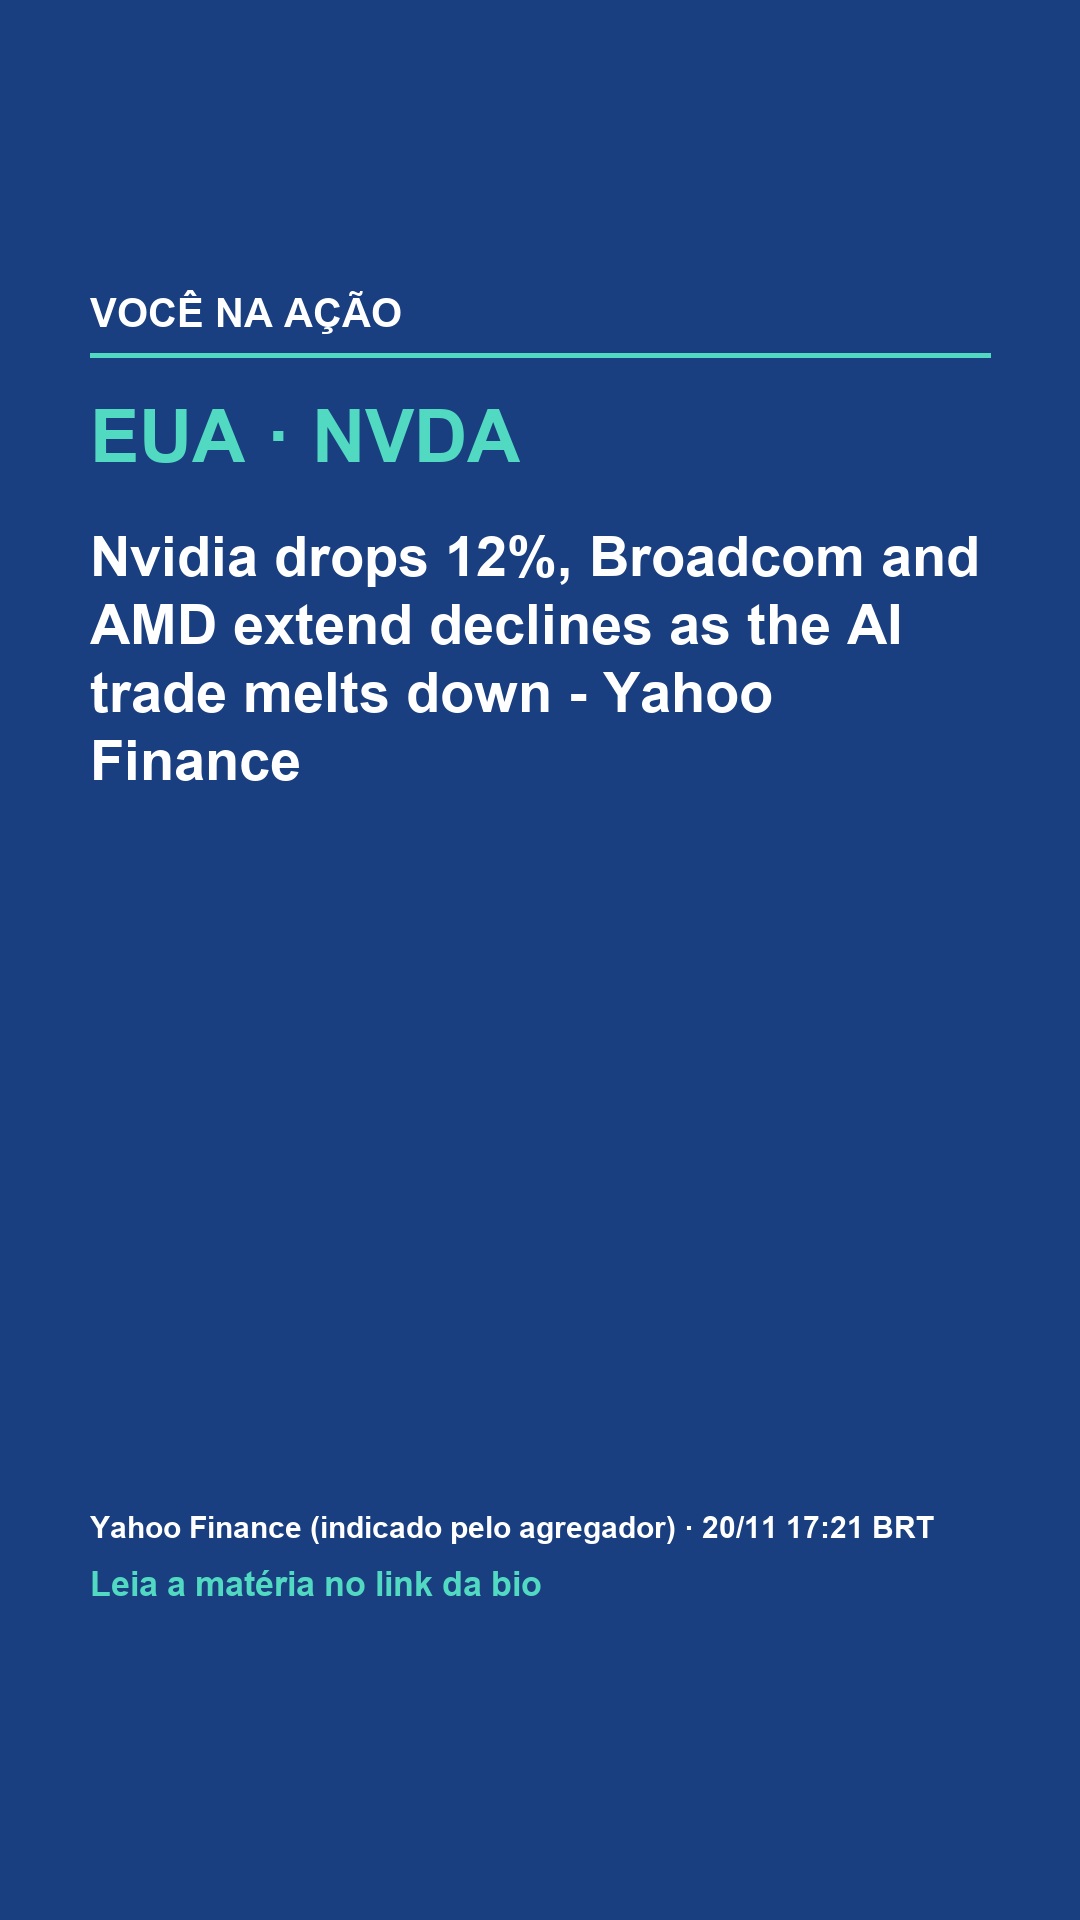 VOCÊ NA AÇÃO
EUA · NVDA
Nvidia drops 12%, Broadcom and
AMD extend declines as the AI
trade melts down - Yahoo
Finance
Yahoo Finance (indicado pelo agregador) · 20/11 17:21 BRT
Leia a matéria no link da bio